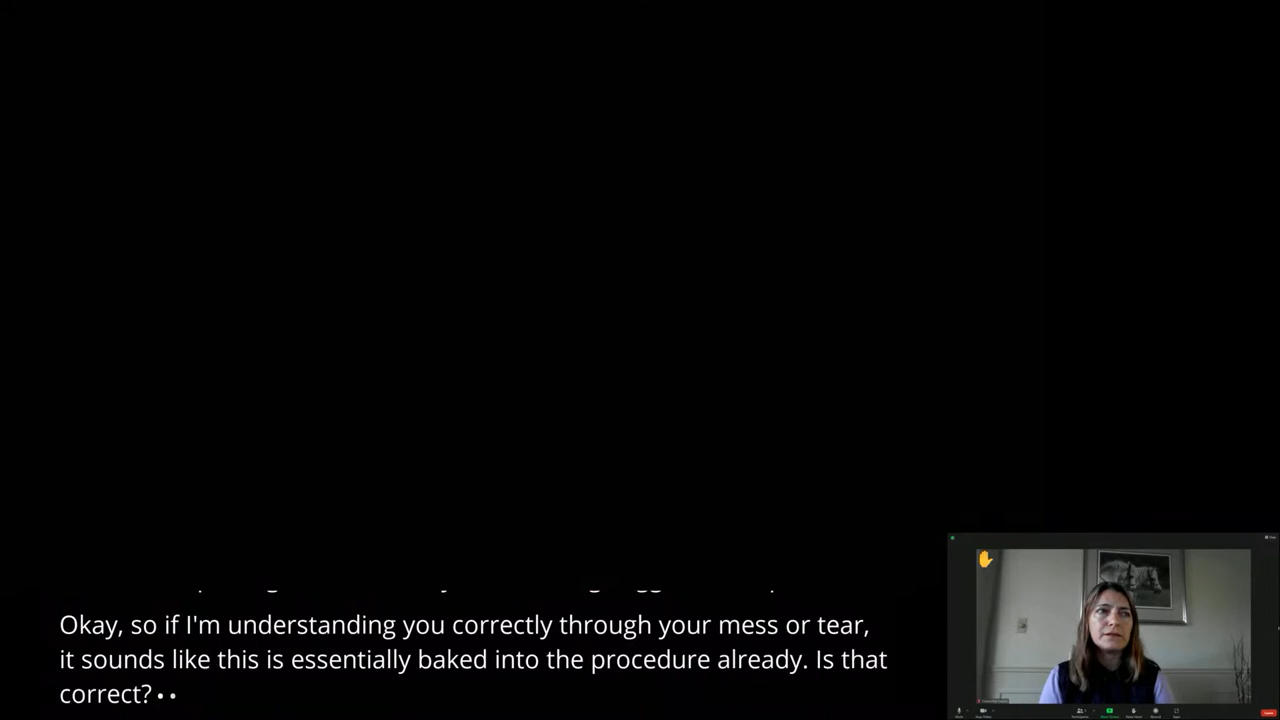 Okay, so if I'm understanding you correctly through your mess or tear,
it sounds like this is essentially baked into the procedure already. Is that
correct?